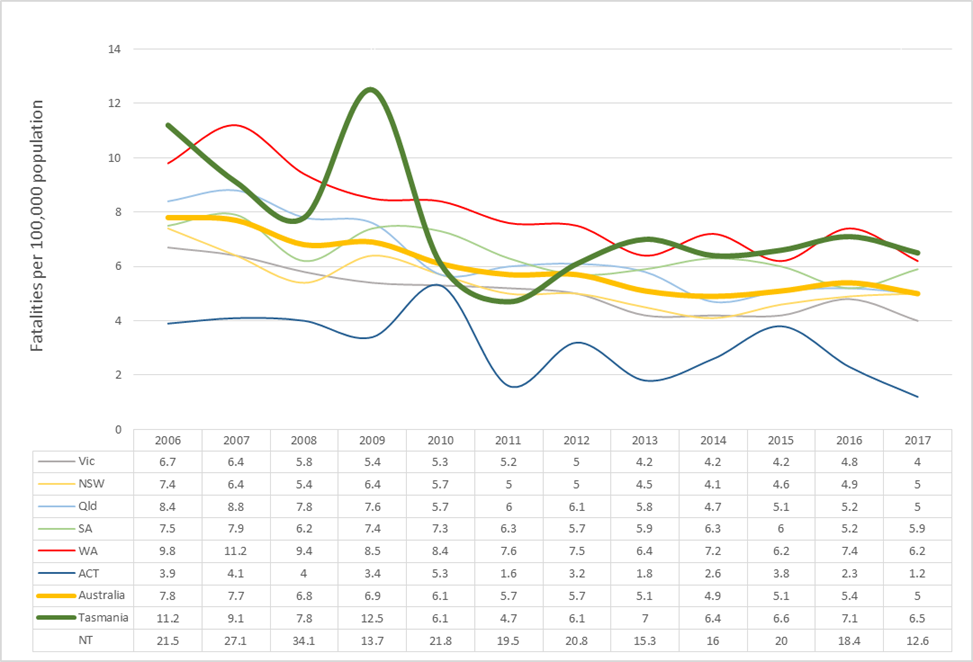 Fatalities per 100,000 population
14
12
10
8
6
4
2
0
2006 2007 2008 2009 2010 2011 2012 2013 2014 2015 2016 2017
Vic 6.7 6.4 5.8 5.4 5.3 5.2 5 4.2 4.2 4.2 4.8 4
NSW 7.4 6.4 5.4 6.4 5.7 5 5 4.5 4.1 4.6 4.9 5
Qld 8.4 8.8 7.8 7.6 5.7 6 6.1 5.8 4.7 5.1 5.2 5
SA 7.5 7.9 6.2 7.4 7.3 6.3 5.7 5.9 6.3 6 5.2 5.9
WA 9.8 11.2 9.4 8.5 8.4 7.6 7.5 6.4 7.2 6.2 7.4 6.2
ACT 3.9 4.1 4 3.4 5.3 1.6 3.2 1.8 2.6 3.8 2.3 1.2
Australia 7.8 7.7 6.8 6.9 6.1 5.7 5.7 5.1 4.9 5.1 5.4 5
Tasmania 11.2 9.1 7.8 12.5 6.1 4.7 6.1 7 6.4 6.6 7.1 6.5
NT 21.5 27.1 34.1 13.7 21.8 19.5 20.8 15.3 16 20 18.4 12.6